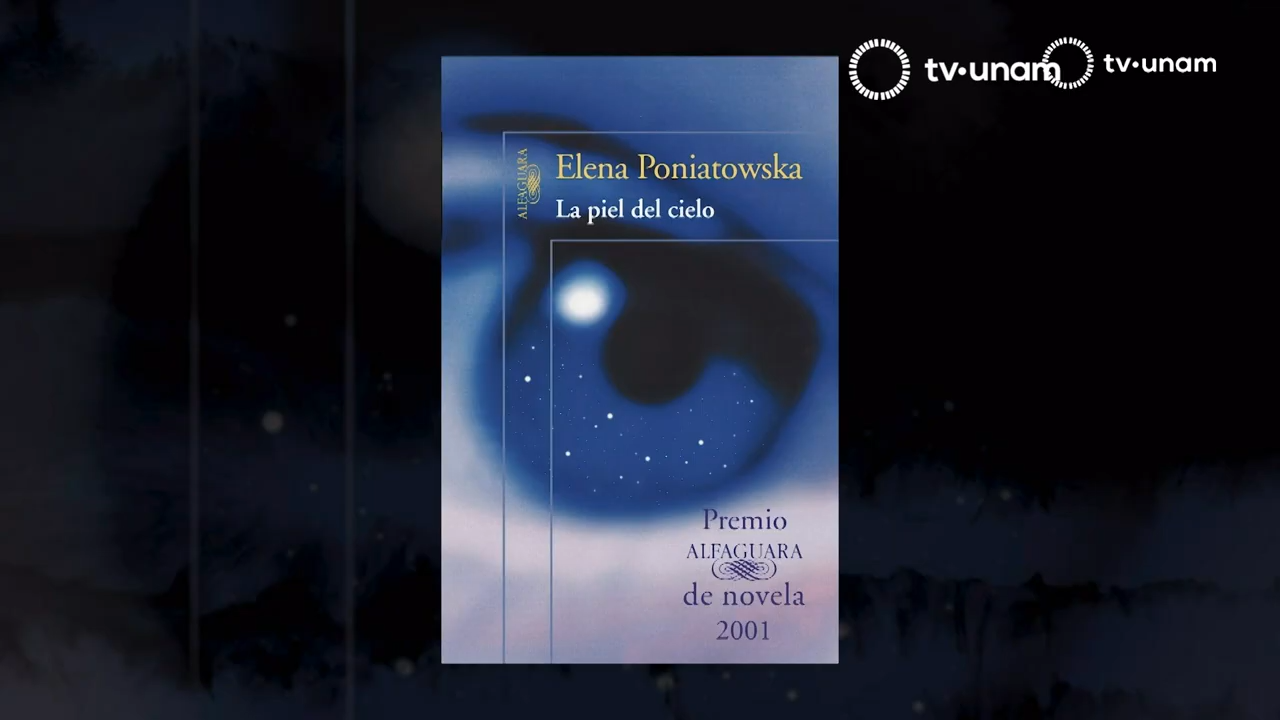 tv·unam
tv·unam
ALFAGUARA
Elena Poniatowska
La piel del cielo
Premio
ALFAGUARA
de novela
2001